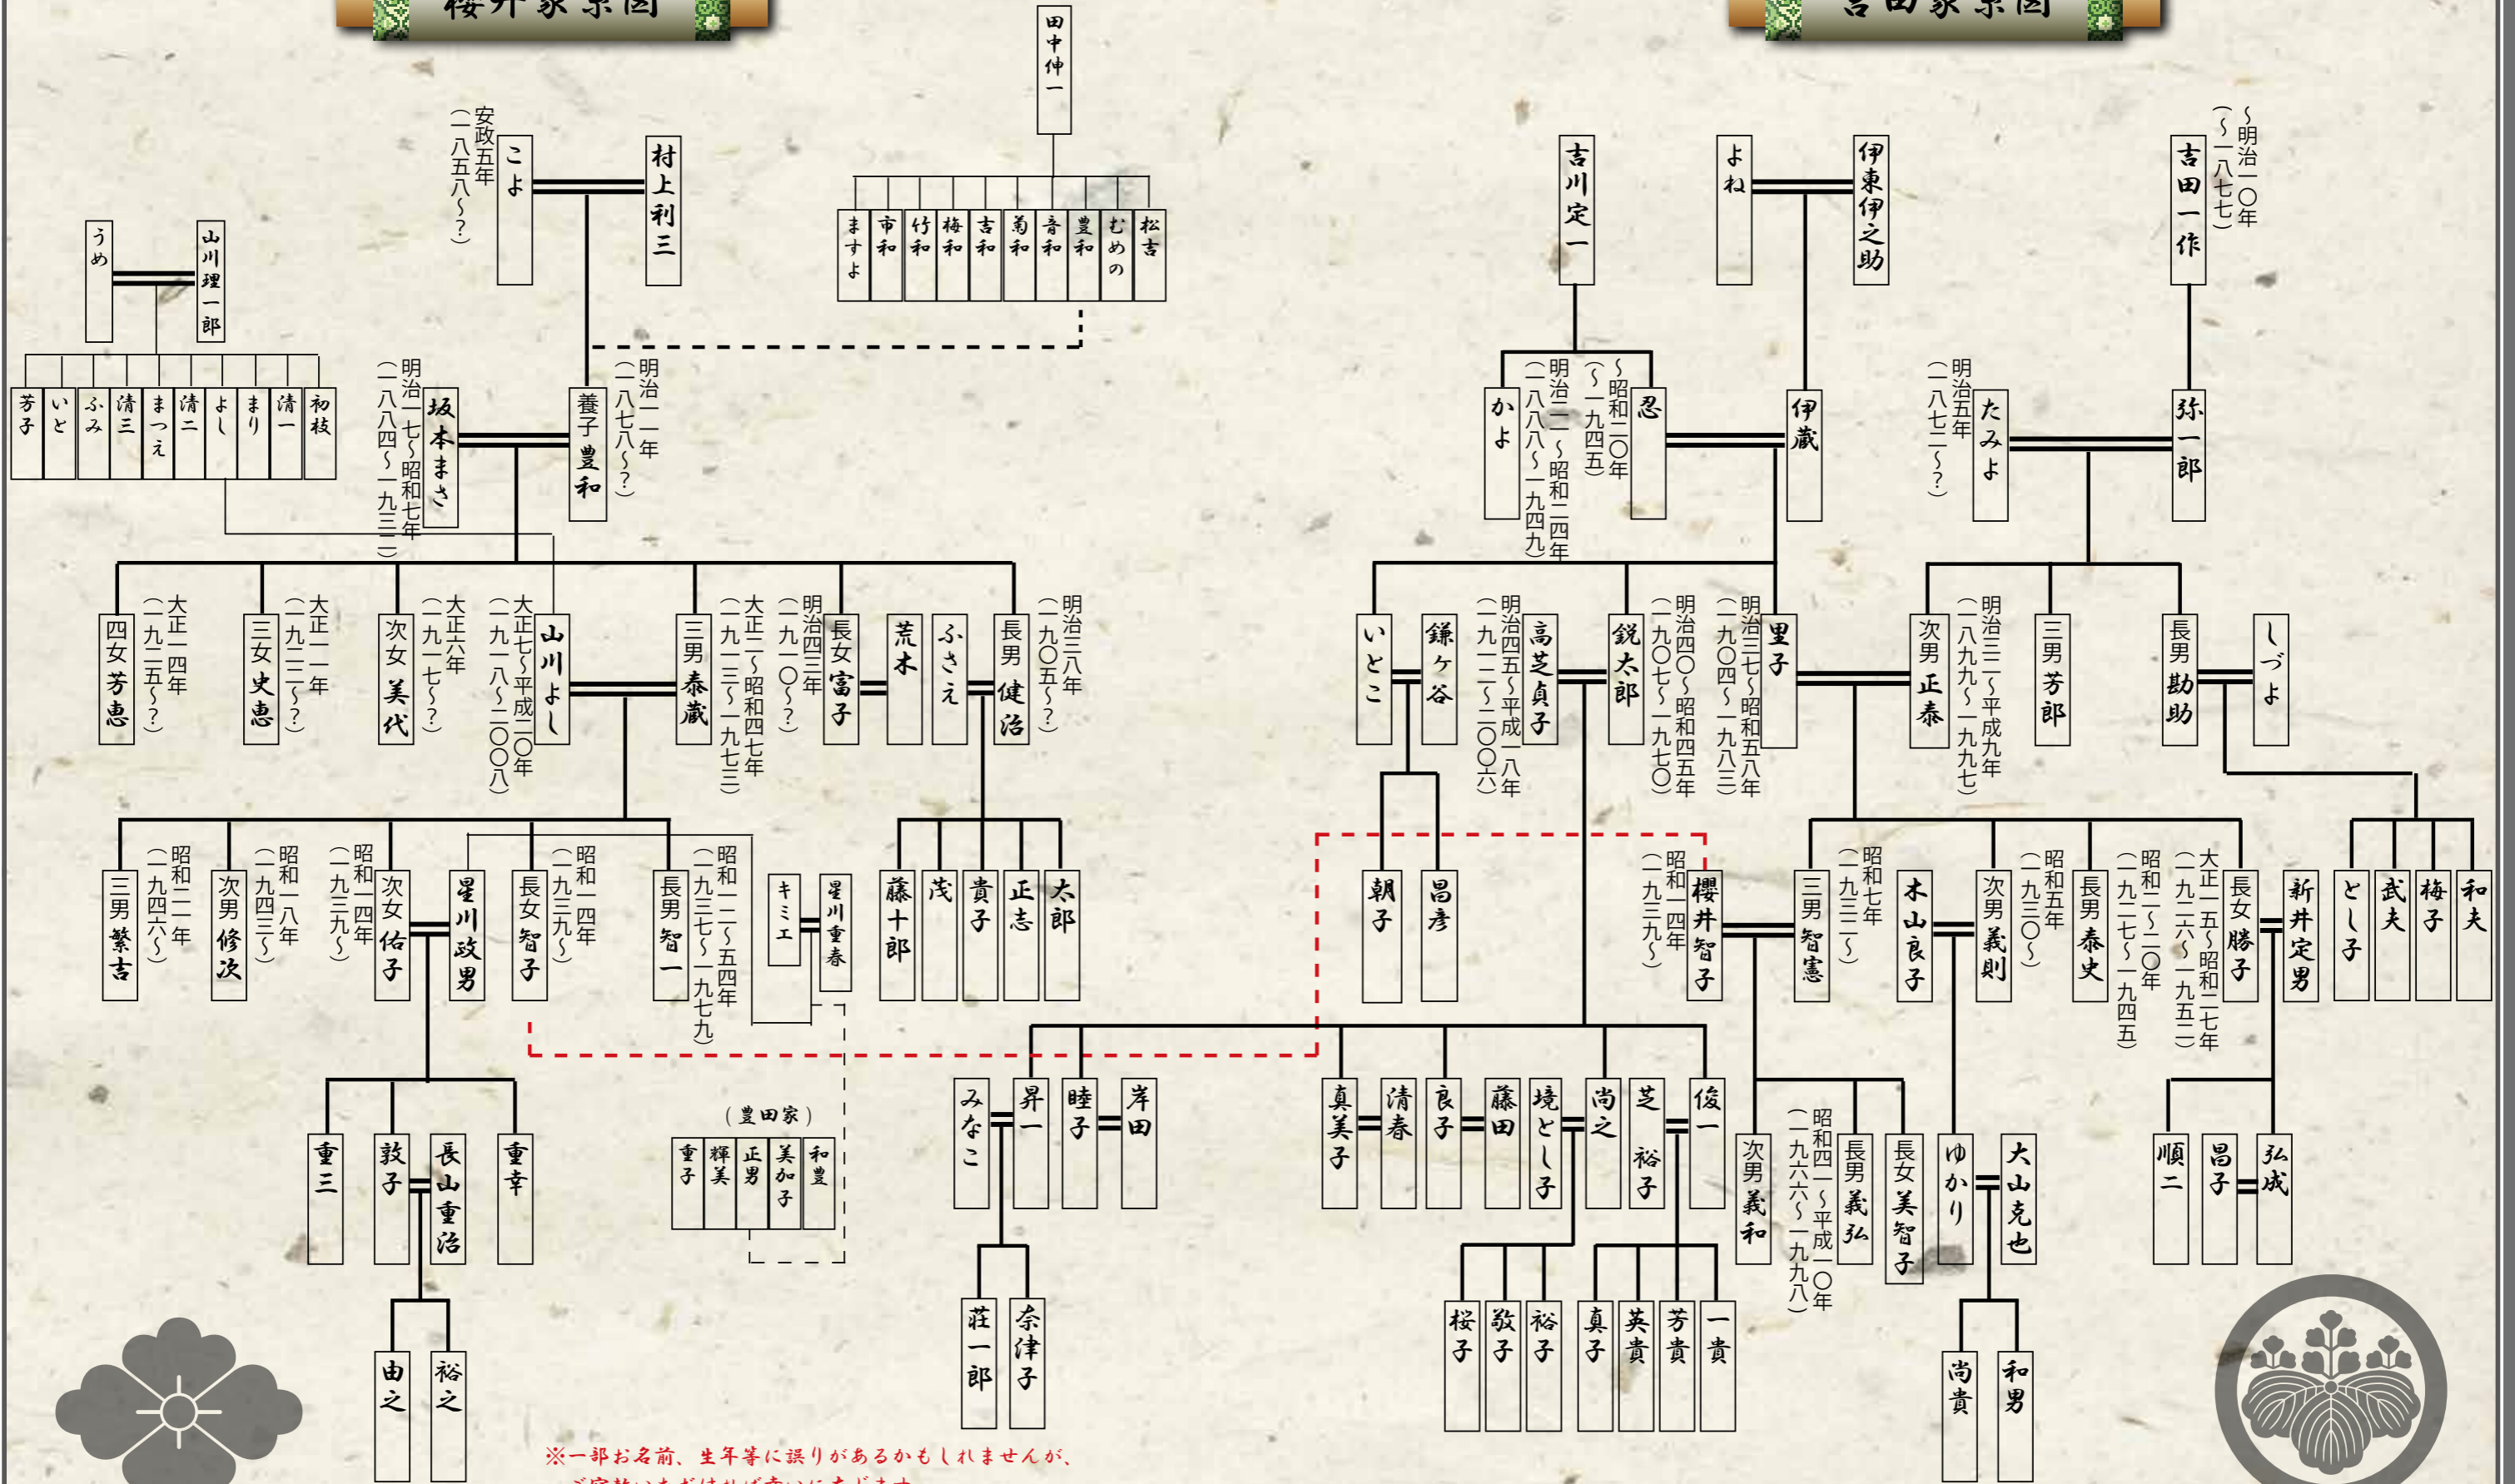 吉田家系図
吉田一作
〜明治一〇年
(〜一八七七)
伊東伊之助
よね
吉川定一
弥一郎
たみよ
明治五年
(一八七二〜?)
伊蔵
忍
〜昭和二〇年
(〜一九四五)
かよ
明治二一〜昭和二四年
(一八八八〜一九四九)
しづよ
長男 勘助
三男 芳郎
次男 正泰
明治三二〜平成九年
(一八九九〜一九九七)
里子
明治三七〜昭和五八年
(一九〇四〜一九八三)
鋭太郎
明治四〇〜昭和四五年
(一九〇七〜一九七〇)
高芝貞子
明治四五〜平成一八年
(一九一二〜二〇〇六)
鎌ヶ谷
いとこ
和夫
梅子
武夫
とし子
新井定男
長女 勝子
大正一五〜昭和二七年
(一九二六〜一九五二)
長男 泰史
昭和二〜二〇年
(一九二七〜一九四五)
次男 義則
昭和五年
(一九三〇〜)
木山良子
三男 智憲
昭和七年
(一九三二〜)
櫻井智子
昭和一四年
(一九三九〜)
昌彦
朝子
弘成
昌子
順二
大山克也
ゆかり
長女 美智子
長男 義弘
昭和四一〜平成一〇年
(一九六六〜一九九八)
次男 義和
俊一
芝 裕子
尚之
境とし子
藤田
良子
清春
真美子
岸田
睦子
昇一
みなこ
和男
尚貴
一貴
芳貴
英貴
真子
裕子
敬子
桜子
奈津子
荘一郎
櫻井家系図
田中伸一
松吉
むめの
豊和
音和
菊和
吉和
梅和
竹和
市和
ますよ
村上利三
こよ
安政五年
(一八五八〜?)
山川理一郎
うめ
養子 豊和
明治一一年
(一八七八〜?)
坂本まさ
明治一七〜昭和七年
(一八八四〜一九三二)
初枝
清一
まり
よし
清二
まつえ
清三
ふみ
いと
芳子
長男 健治
明治三八年
(一九〇五〜?)
ふさえ
荒木
長女 富子
明治四三年
(一九一〇〜?)
三男 泰蔵
大正二〜昭和四七年
(一九一三〜一九七三)
山川よし
大正七〜平成二〇年
(一九一八〜二〇〇八)
次女 美代
大正六年
(一九一七〜?)
三女 史恵
大正一一年
(一九二二〜?)
四女 芳恵
大正一四年
(一九二五〜?)
太郎
正志
貴子
茂
藤十郎
星川重春
キミエ
長男 智一
昭和一二〜五四年
(一九三七〜一九七九)
長女 智子
昭和一四年
(一九三九〜)
星川政男
次女 佑子
昭和一四年
(一九三九〜)
次男 修次
昭和一八年
(一九四三〜)
三男 繁吉
昭和二一年
(一九四六〜)
(豊田家)
和豊
美加子
正男
輝美
重子
重幸
長山重治
敦子
重三
裕之
由之
※一部お名前、生年等に誤りがあるかもしれませんが、